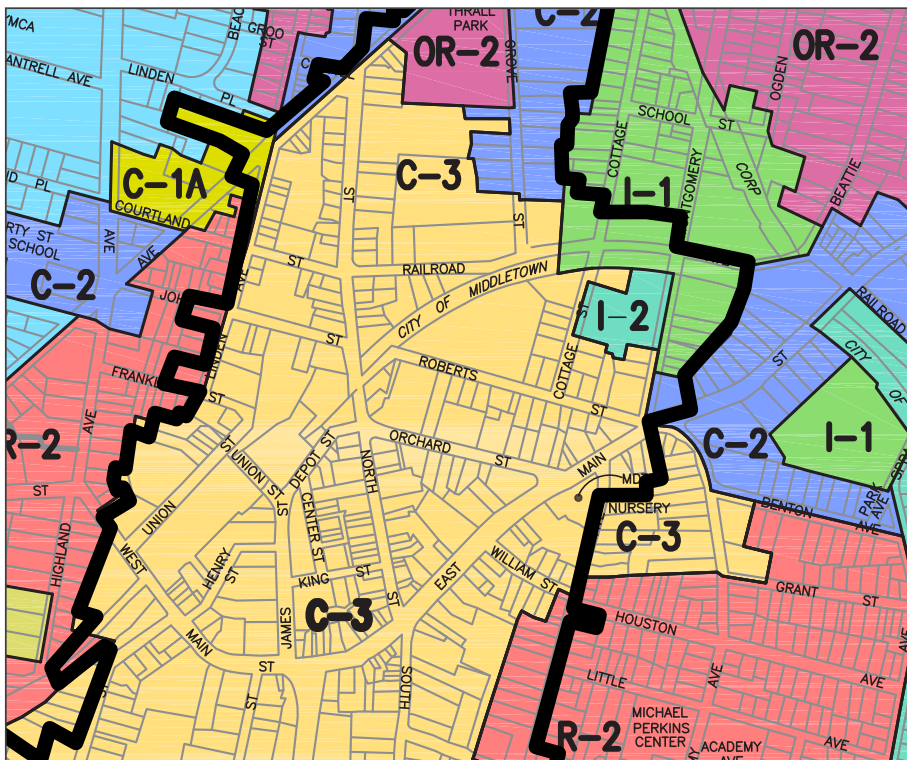 YMCA
BEAC
GROO
ST
THRALL
PARK
C-2
OR-2
GROVE
OR-2
OGDEN
ANTRELL AVE
LINDEN
PL
SCHOOL
ST
COTTAGE
CORP
BEATTIE
C-1A
C-3
I-1
ST
COURTLAND
ST
RTY ST
SCHOOL
AVE
AVE
C-2
ST
RAILROAD
CITY OF MIDDLETOWN
I-2
ST
RAILROAD
CITY
OF
ST
LINDEN
ST
ROBERTS
ST
COTTAGE
ST
FRANKL
R-2
AVE
ST
UNION
ST
DEPOT ST
NORTH
ORCHARD
ST
MAIN
C-2
I-1
ST
UNION
ST
CENTER ST
NURSERY
C-3
BENTON
AVE
PARK
AVE
HIGHLAND
WEST
HENRY
ST
KING
ST
EAST
WILLIAM ST
GRANT
ST
C-3
ST
JAMES
MAIN
HOUSTON
AVE
ST
SOUTH
LITTLE
AVE
AVE
ST
R-2
MICHAEL
PERKINS
CENTER
ACADEMY
AVE
AVE